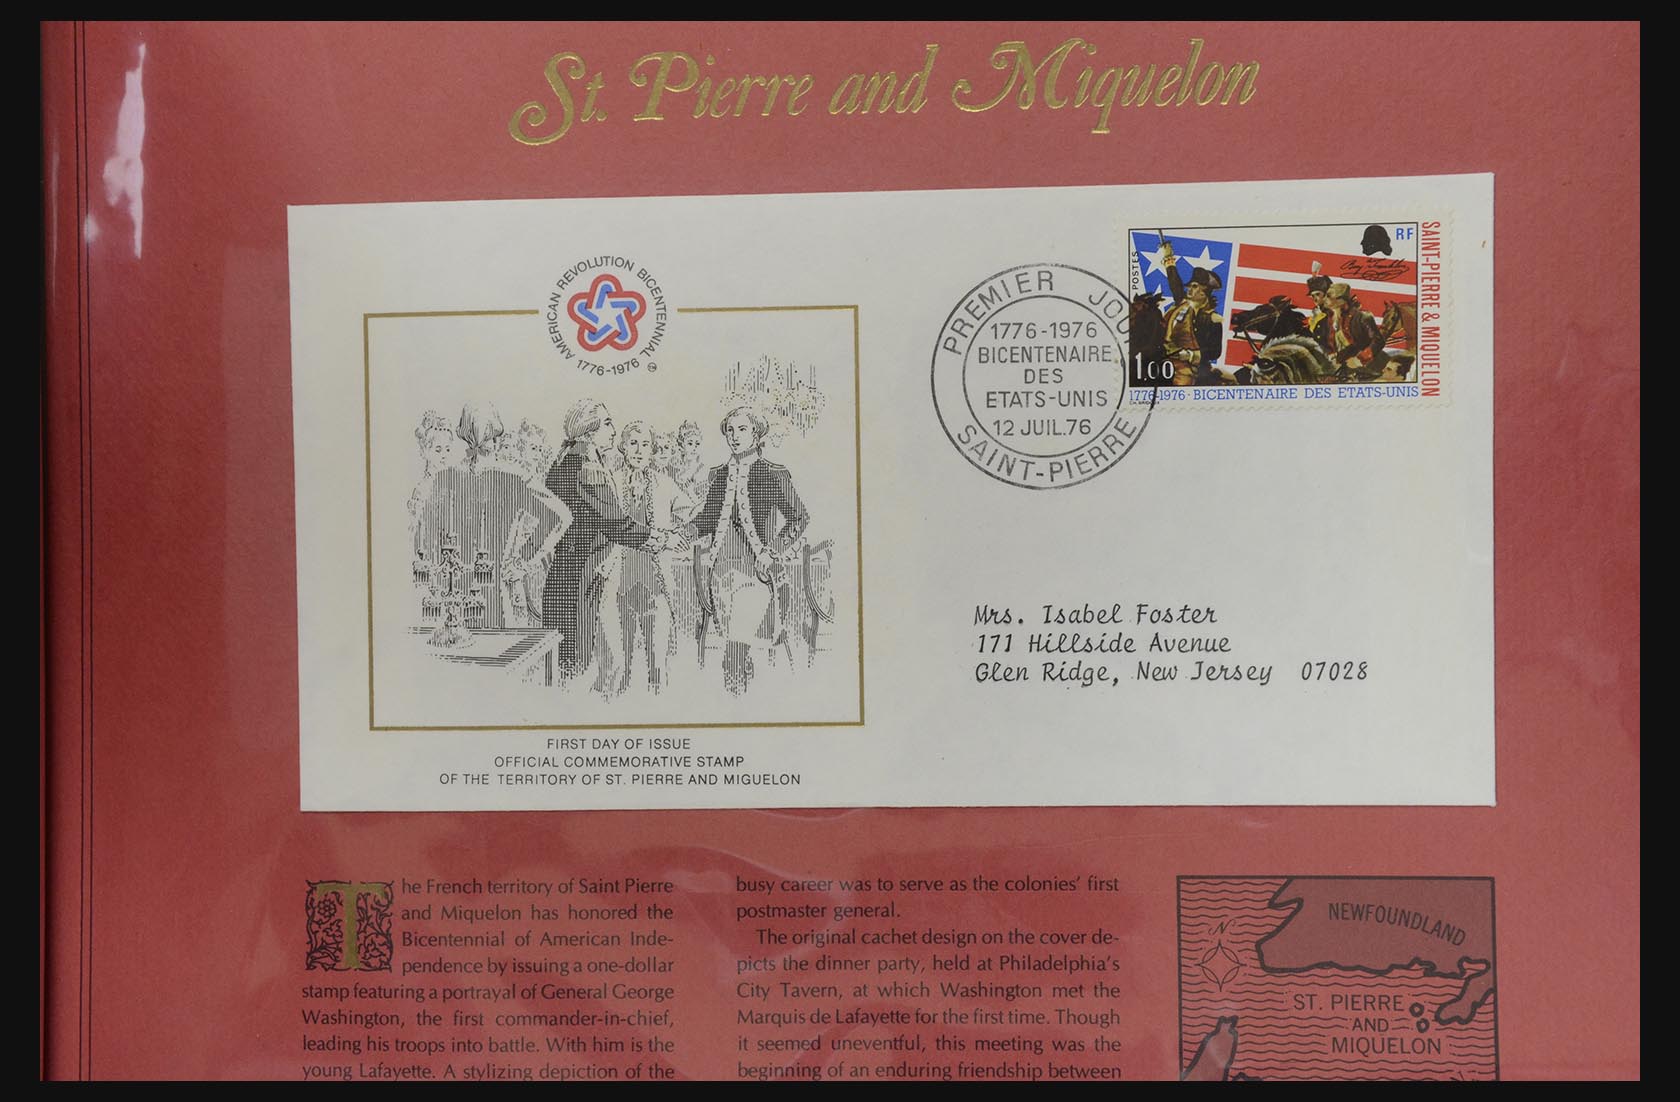 St. Pierre and Miquelon
AMERICAN REVOLUTION BICENTENNIAL
1776-1976
FIRST DAY OF ISSUE
OFFICIAL COMMEMORATIVE STAMP
OF THE TERRITORY OF ST. PIERRE AND MIGUELON
PREMIER JOUR
1776-1976
BICENTENAIRE
DES
ETATS-UNIS
12 JUIL.76
SAINT-PIERRE
POSTES
RF
SAINT-PIERRE & MIQUELON
1,00
1776-1976 · BICENTENAIRE DES ETATS-UNIS
Mrs. Isabel Foster
171 Hillside Avenue
Glen Ridge, New Jersey 07028
The French territory of Saint Pierre
and Miquelon has honored the
Bicentennial of American Inde-
pendence by issuing a one-dollar
stamp featuring a portrayal of General George
Washington, the first commander-in-chief,
leading his troops into battle. With him is the
young Lafayette. A stylizing depiction of the
busy career was to serve as the colonies' first
postmaster general.
The original cachet design on the cover de-
picts the dinner party, held at Philadelphia's
City Tavern, at which Washington met the
Marquis de Lafayette for the first time. Though
it seemed uneventful, this meeting was the
beginning of an enduring friendship between
NEWFOUNDLAND
N
ST. PIERRE
AND
MIQUELON